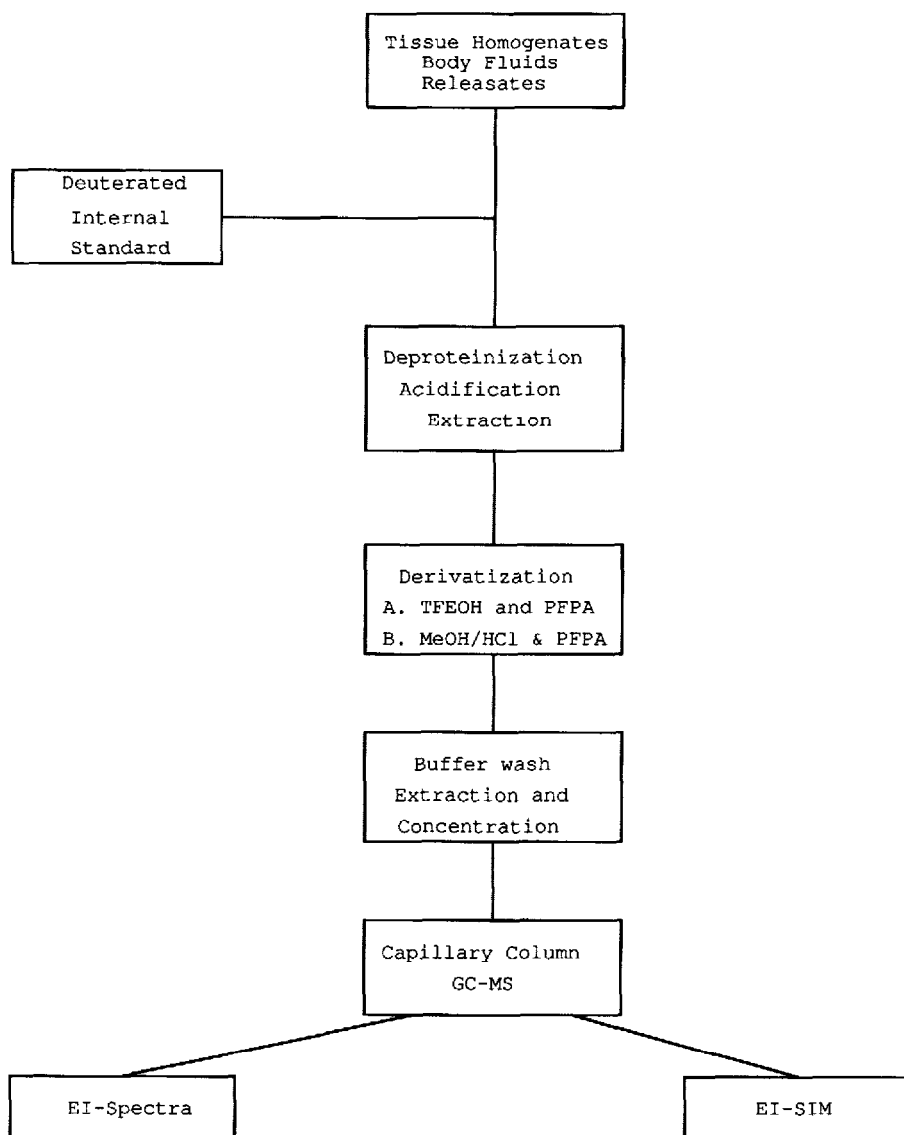 Tissue Homogenates
Body Fluids
Releasates
Deuterated
Internal
Standard
Deproteinization
Acidification
Extraction
Derivatization
A. TFEOH and PFPA
B. MeOH/HCl & PFPA
Buffer wash
Extraction and
Concentration
Capillary Column
GC-MS
EI-Spectra
EI-SIM